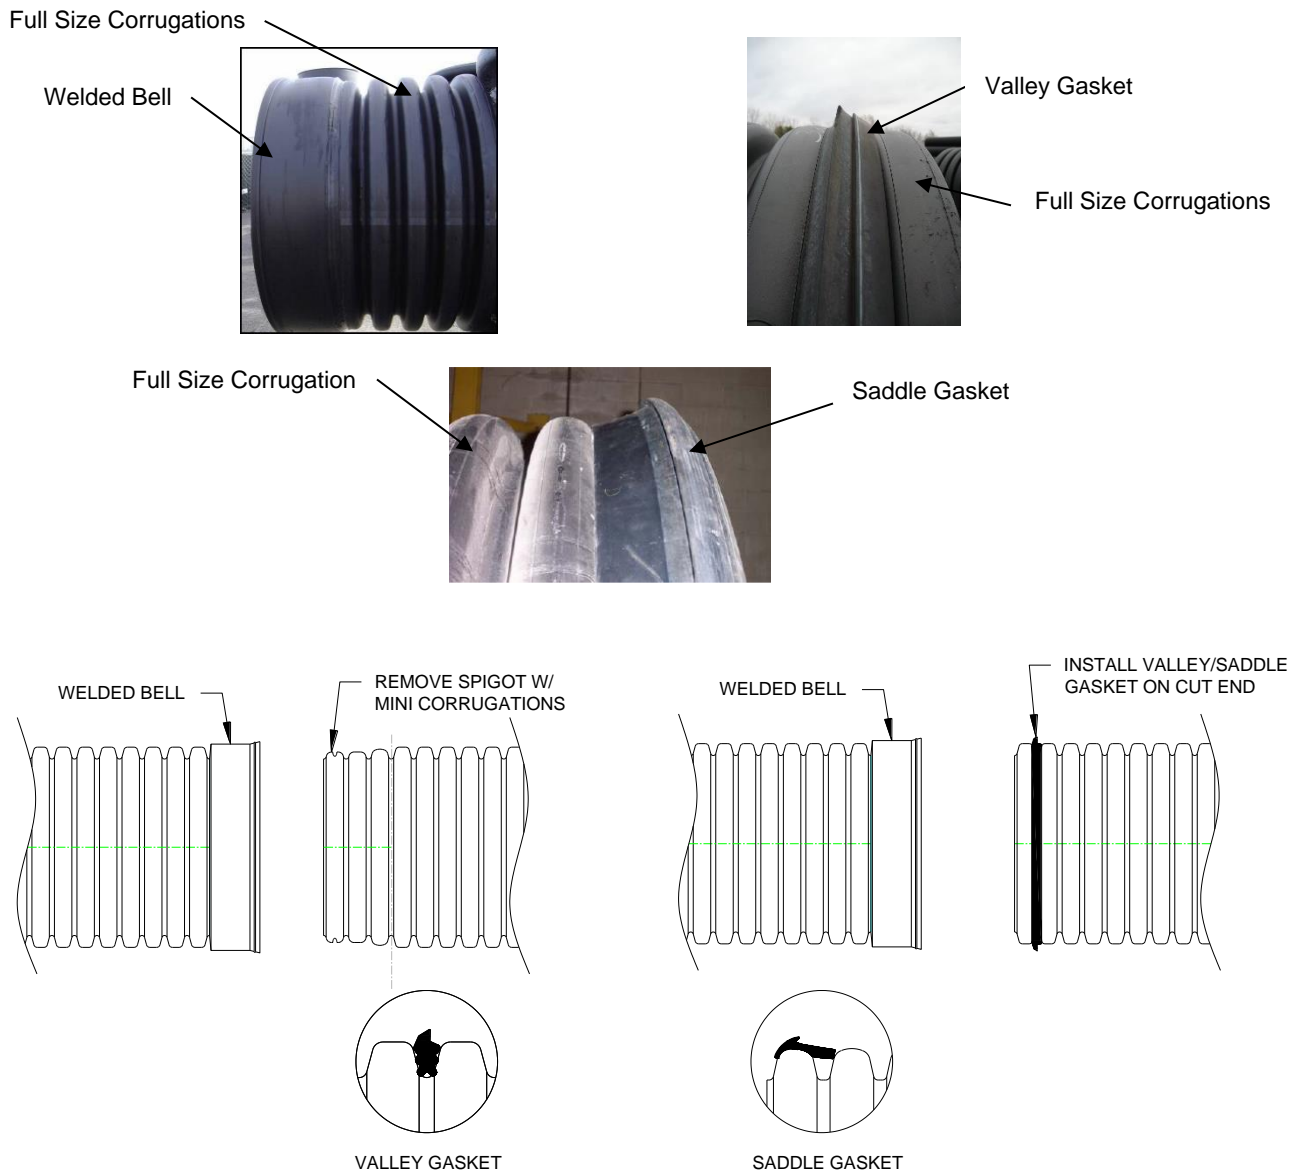 Full Size Corrugations
Welded Bell
Valley Gasket
Full Size Corrugations
Full Size Corrugation
Saddle Gasket
WELDED BELL
REMOVE SPIGOT W/
MINI CORRUGATIONS
WELDED BELL
INSTALL VALLEY/SADDLE
GASKET ON CUT END
VALLEY GASKET
SADDLE GASKET